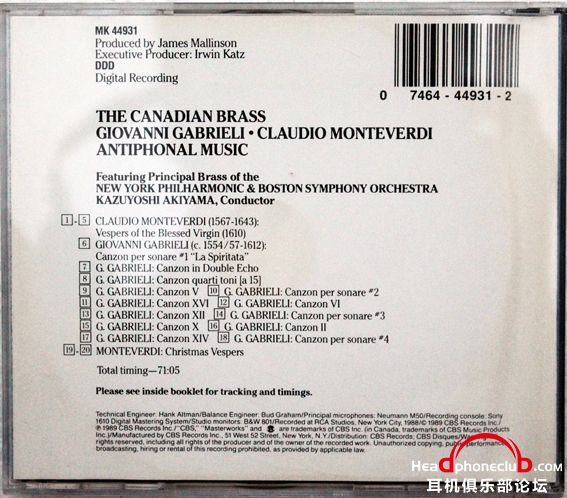 MK 44931
Produced by James Mallinson
Executive Producer: Irwin Katz
DDD
Digital Recording
0 7464 - 44931 - 2
THE CANADIAN BRASS
GIOVANNI GABRIELI • CLAUDIO MONTEVERDI
ANTIPHONAL MUSIC
Featuring Principal Brass of the
NEW YORK PHILHARMONIC & BOSTON SYMPHONY ORCHESTRA
KAZUYOSHI AKIYAMA, Conductor
1 - 5 CLAUDIO MONTEVERDI (1567-1643):
Vespers of the Blessed Virgin (1610)
6 GIOVANNI GABRIELI (c. 1554/57-1612):
Canzon per sonare #1 "La Spiritata"
7 G. GABRIELI: Canzon in Double Echo
8 G. GABRIELI: Canzon quarti toni [a 15]
9 G. GABRIELI: Canzon V 10 G. GABRIELI: Canzon per sonare #2
11 G. GABRIELI: Canzon XVI 12 G. GABRIELI: Canzon VI
13 G. GABRIELI: Canzon XII 14 G. GABRIELI: Canzon per sonare #3
15 G. GABRIELI: Canzon X 16 G. GABRIELI: Canzon II
17 G. GABRIELI: Canzon XIV 18 G. GABRIELI: Canzon per sonare #4
19 - 20 MONTEVERDI: Christmas Vespers
Total timing—71:05
Please see inside booklet for tracking and timings.
Technical Engineer: Hank Altman/Balance Engineer: Bud Graham/Principal microphones: Neumann M50/Recording console: Sony
1610 Digital Mastering System/Studio monitors: B&W 801/Recorded at RCA Studios, New York City, 1988/© 1989 CBS Records Inc./
℗ 1989 CBS Records Inc./"CBS," "Masterworks" and are trademarks of CBS Inc. (in Canada, trademarks of CBS Music Products
Inc.)/Manufactured by CBS Records Inc., 51 West 52 Street, New York, N.Y./Distribution: CBS Records; CBS Disques/Warning: All
rights reserved, including all rights of the producer and of the owner of the recorded work. Unauthorized copying, public performance,
broadcasting, hiring or rental of this recording prohibited, as provided by applicable law.
Headphoneclub.com
耳机俱乐部论坛